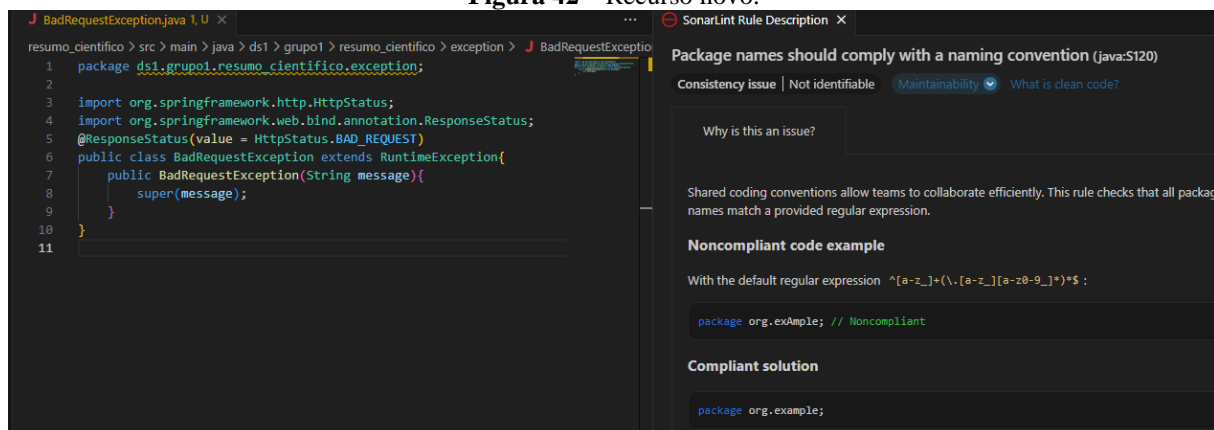 Figura 42 – Recurso novo.
J BadRequestException.java 1, U ×
resumo_cientifico > src > main > java > ds1 > grupo1 > resumo_cientifico > exception > J BadRequestExceptio
1 package ds1.grupo1.resumo_cientifico.exception;
2
3 import org.springframework.http.HttpStatus;
4 import org.springframework.web.bind.annotation.ResponseStatus;
5 @ResponseStatus(value = HttpStatus.BAD_REQUEST)
6 public class BadRequestException extends RuntimeException{
7 public BadRequestException(String message){
8 super(message);
9 }
10 }
11
SonarLint Rule Description ×
Package names should comply with a naming convention (java:S120)
Consistency issue | Not identifiable Maintainability What is clean code?
Why is this an issue?
Shared coding conventions allow teams to collaborate efficiently. This rule checks that all packag
names match a provided regular expression.
Noncompliant code example
With the default regular expression ^[a-z_]+(\.[a-z_][a-z0-9_]*)*$ :
package org.exAmple; // Noncompliant
Compliant solution
package org.example;